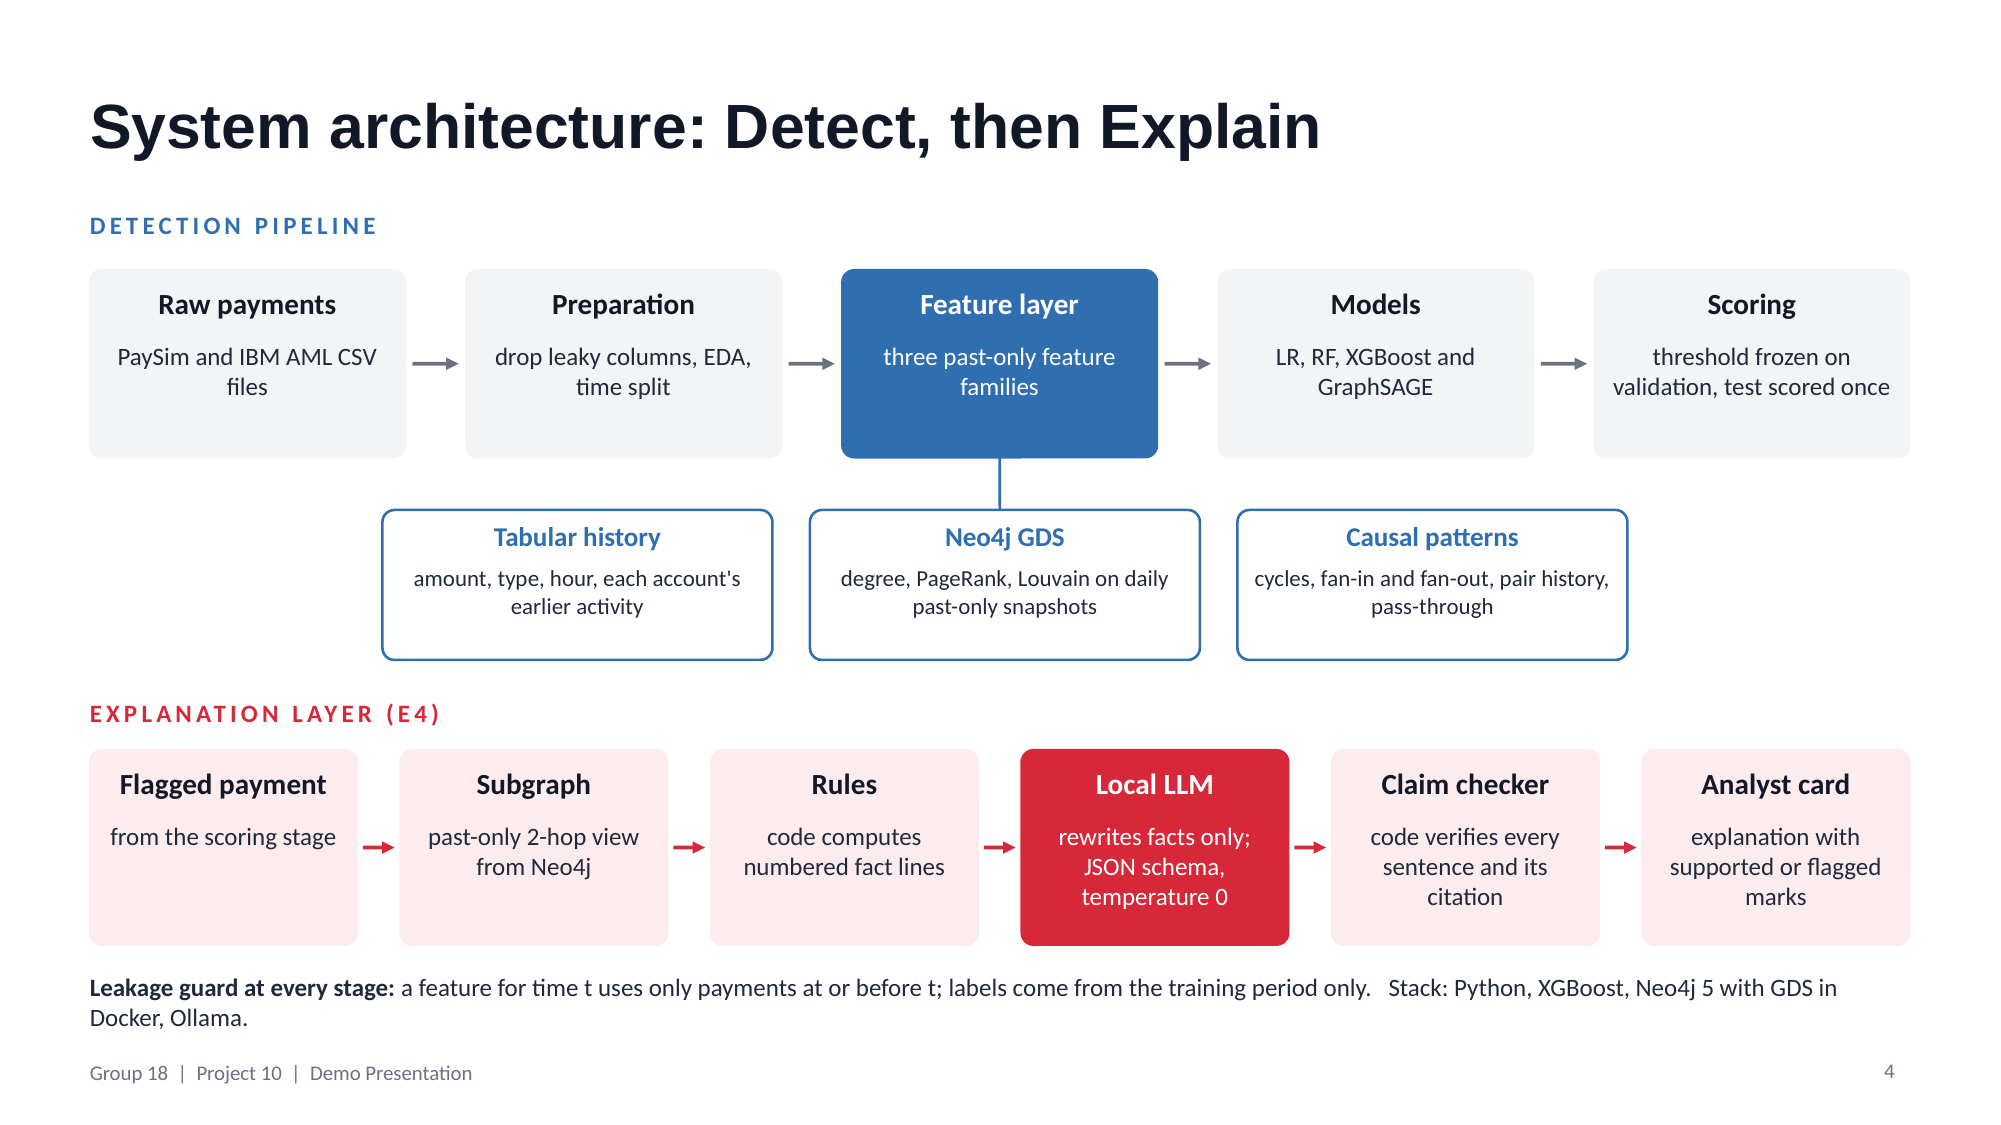 System architecture: Detect, then Explain
DETECTION PIPELINE
Raw payments
PaySim and IBM AML CSV
files
Preparation
drop leaky columns, EDA,
time split
Feature layer
three past-only feature
families
Models
LR, RF, XGBoost and
GraphSAGE
Scoring
threshold frozen on
validation, test scored once
Tabular history
amount, type, hour, each account's
earlier activity
Neo4j GDS
degree, PageRank, Louvain on daily
past-only snapshots
Causal patterns
cycles, fan-in and fan-out, pair history,
pass-through
EXPLANATION LAYER (E4)
Flagged payment
from the scoring stage
Subgraph
past-only 2-hop view
from Neo4j
Rules
code computes
numbered fact lines
Local LLM
rewrites facts only;
JSON schema,
temperature 0
Claim checker
code verifies every
sentence and its
citation
Analyst card
explanation with
supported or flagged
marks
Leakage guard at every stage: a feature for time t uses only payments at or before t; labels come from the training period only.   Stack: Python, XGBoost, Neo4j 5 with GDS in
Docker, Ollama.
Group 18  |  Project 10  |  Demo Presentation
4